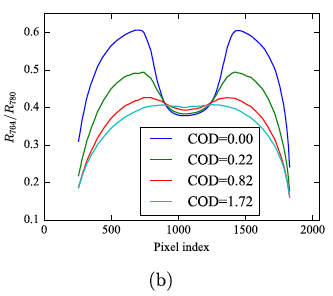 0.6
0.5
0.4
0.3
0.2
0.1
R764/R780
COD=0.00
COD=0.22
COD=0.82
COD=1.72
0 500 1000 1500 2000
Pixel index
(b)